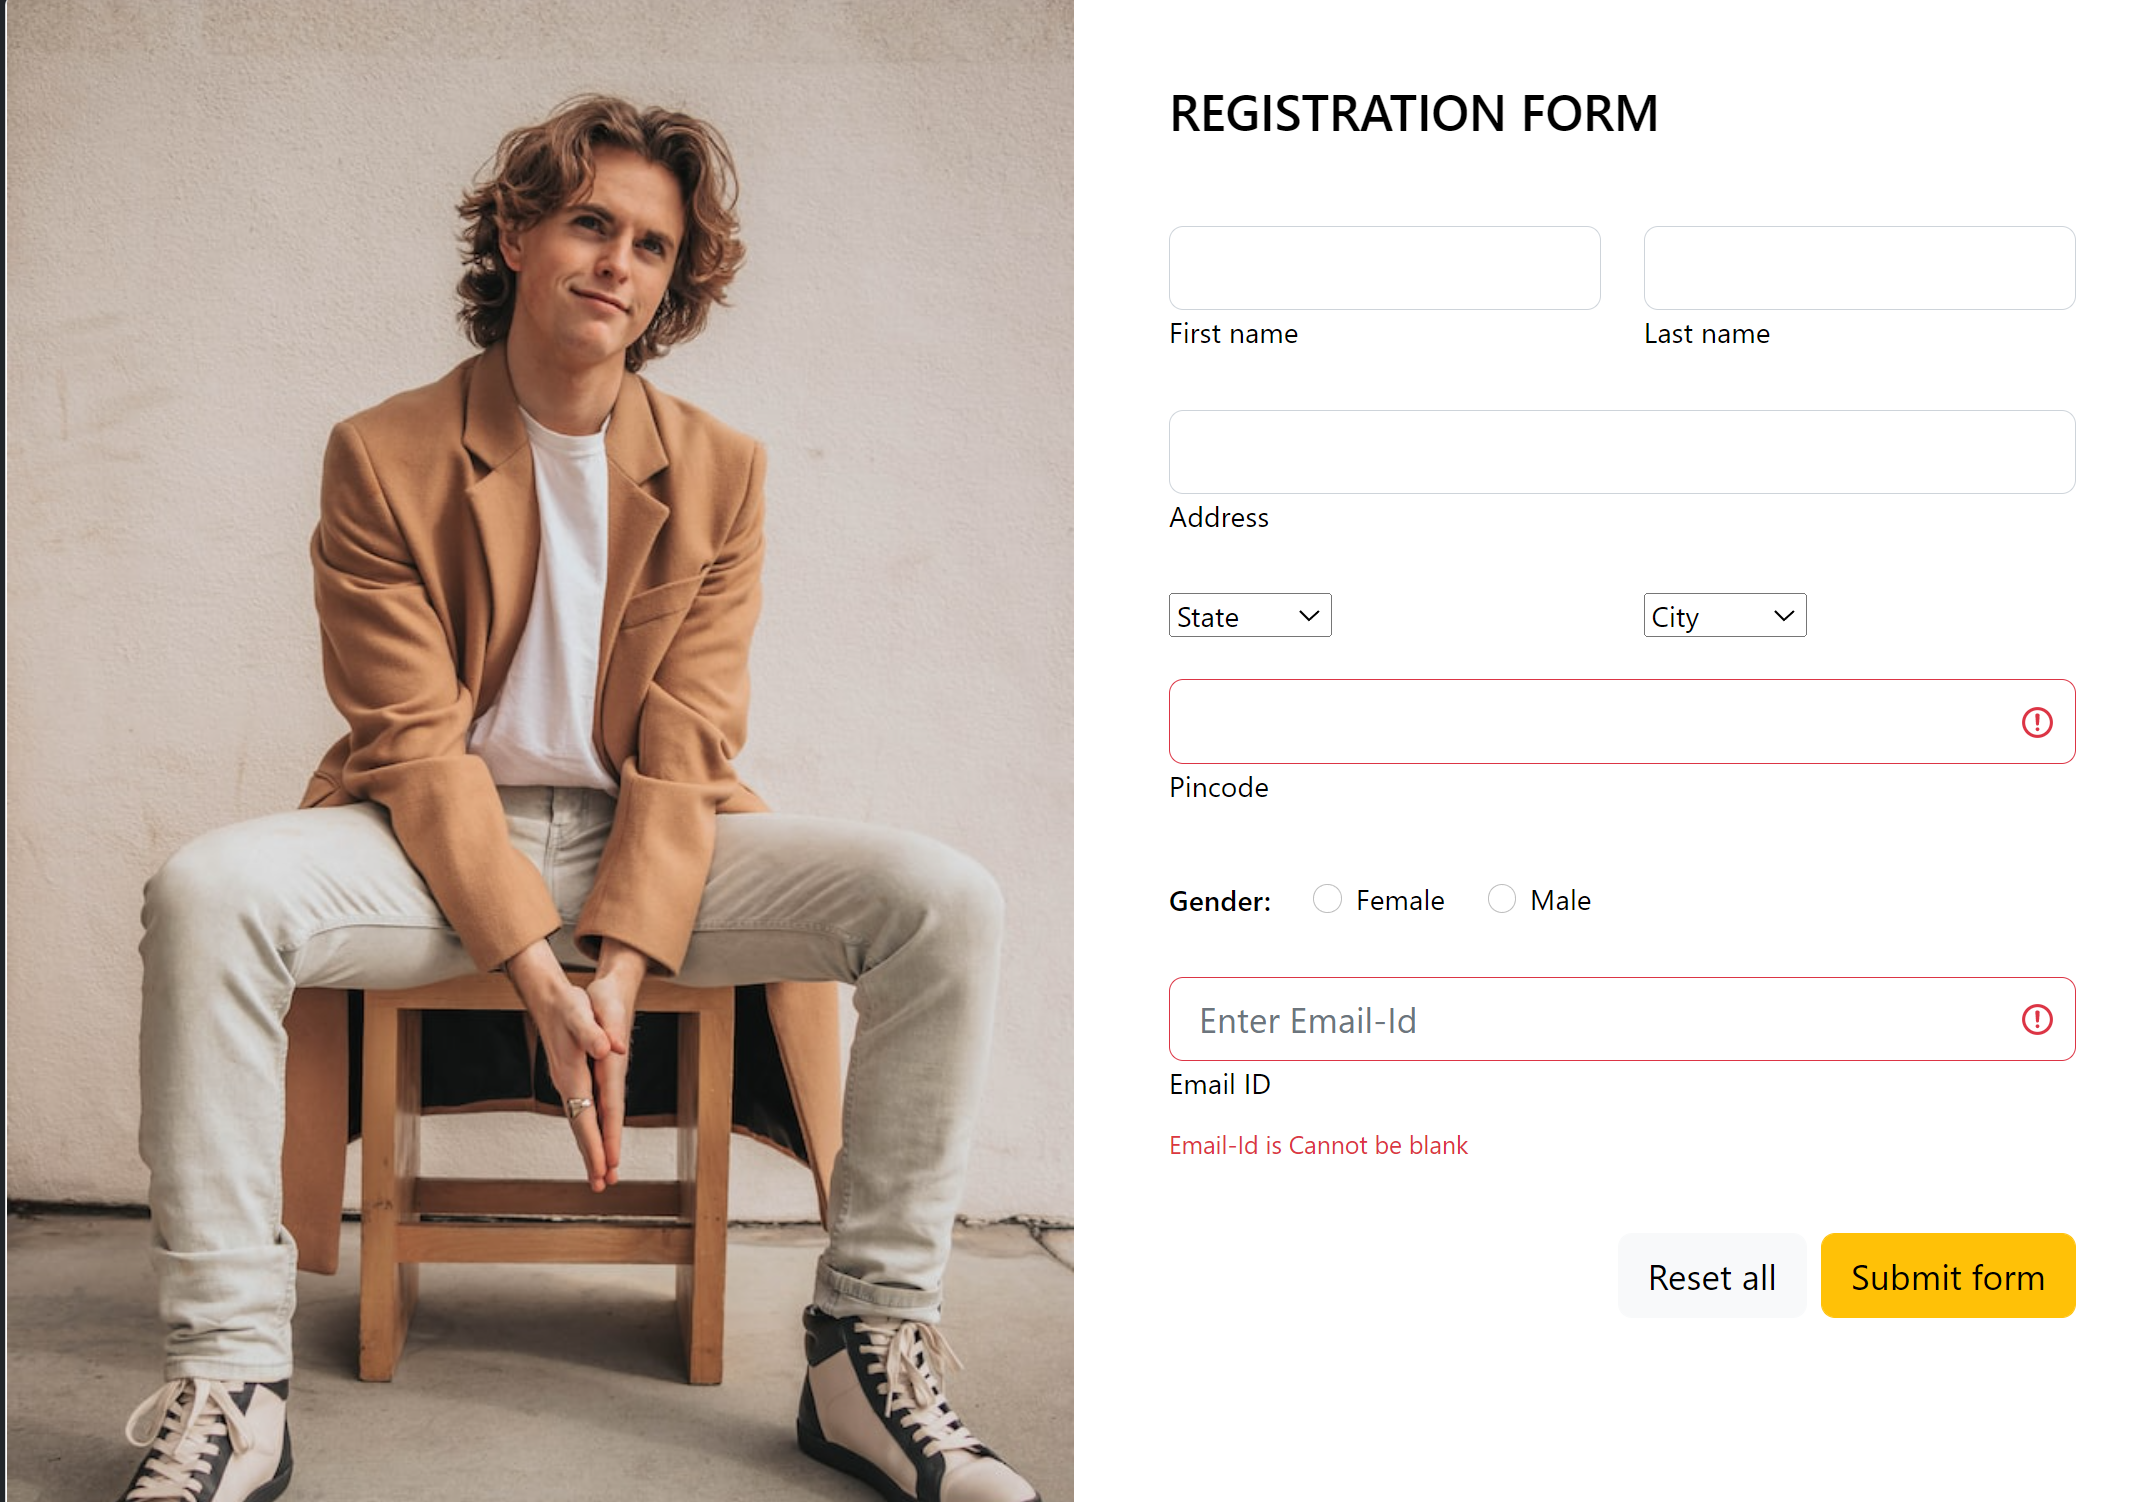 REGISTRATION FORM
First name Last name
Address
State City
Pincode
Gender: Female Male
Enter Email-Id
Email ID
Email-Id is Cannot be blank
Reset all Submit form